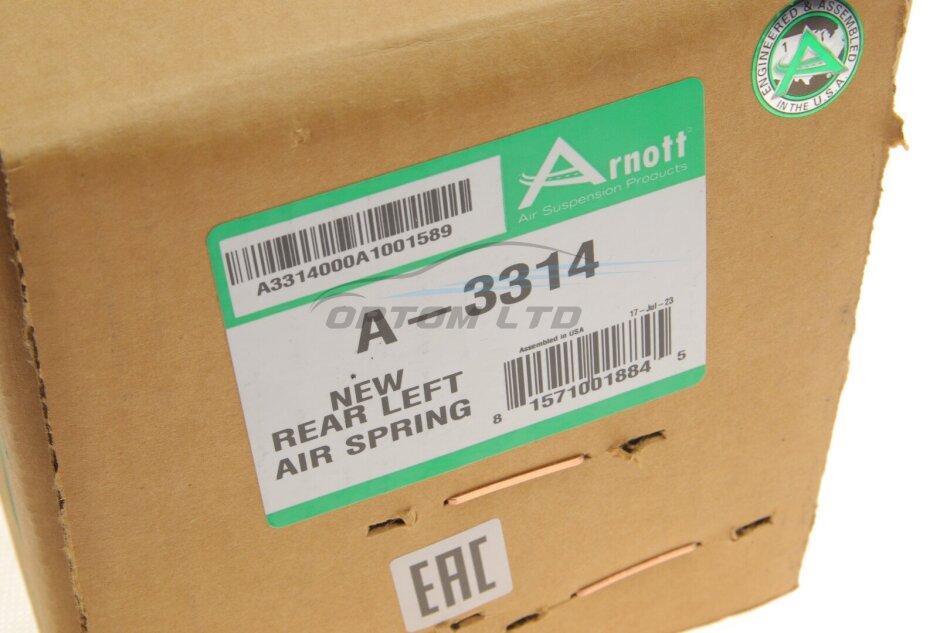 ENGINEERED & ASSEMBLED
1
A
IN THE U.S.A.
Arnott
Air Suspension Products
A3314000A1001589
A-3314
OPTOM LTD
17-Jul-23
Assembled in USA
NEW
REAR LEFT
AIR SPRING
8 1571001884 5
EAC